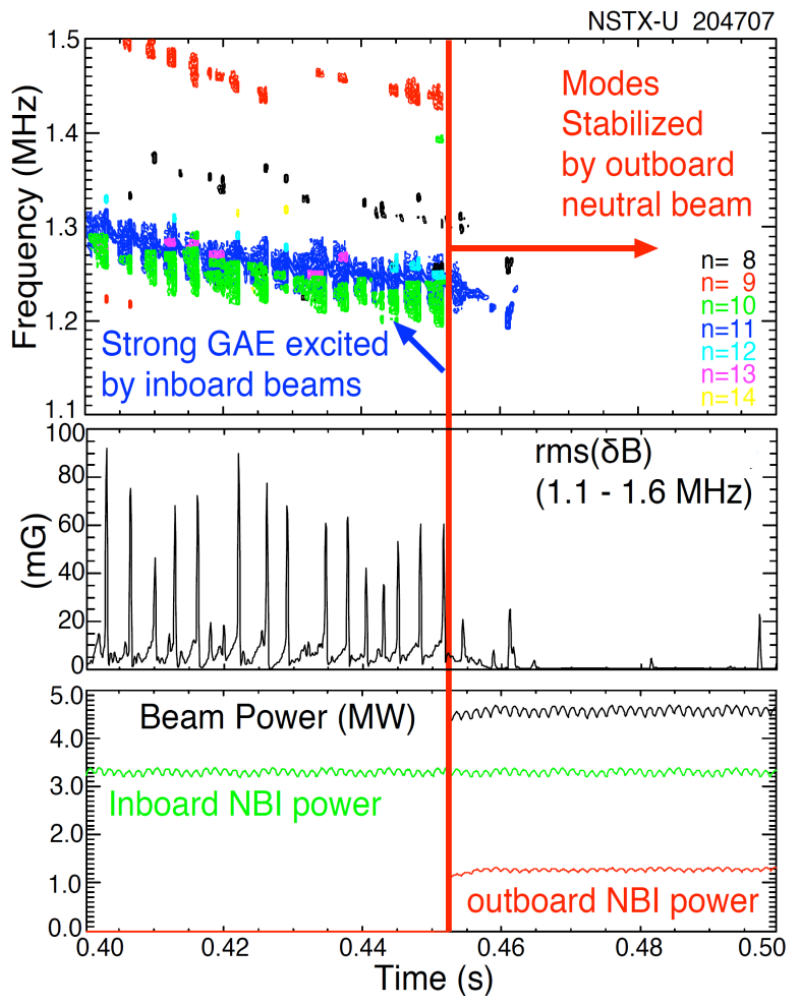 NSTX-U 204707
1.5
1.4
1.3
1.2
1.1
Frequency (MHz)
Modes
Stabilized
by outboard
neutral beam
n= 8
n= 9
n=10
n=11
n=12
n=13
n=14
Strong GAE excited
by inboard beams
100
80
60
40
20
0
(mG)
rms(δB)
(1.1 - 1.6 MHz)
5.0
4.0
3.0
2.0
1.0
0.0
Beam Power (MW)
Inboard NBI power
outboard NBI power
0.40
0.42
0.44
0.46
0.48
0.50
Time (s)